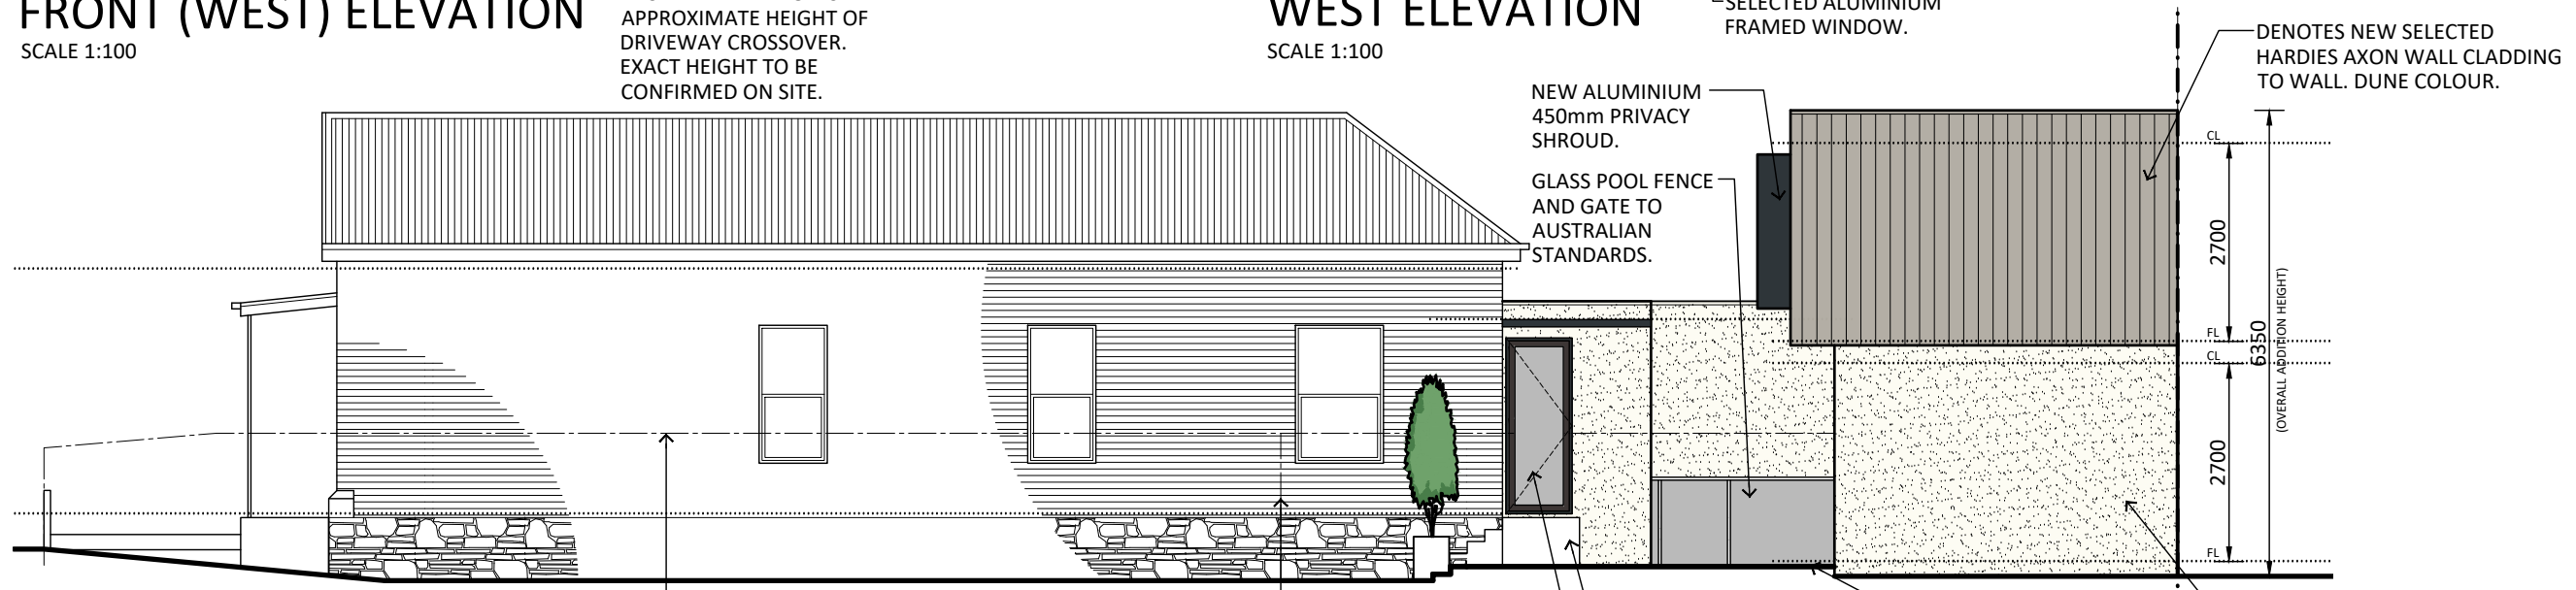 FRONT (WEST) ELEVATION
SCALE 1:100
APPROXIMATE HEIGHT OF
DRIVEWAY CROSSOVER.
EXACT HEIGHT TO BE
CONFIRMED ON SITE.
WEST ELEVATION
SCALE 1:100
SELECTED ALUMINIUM
FRAMED WINDOW.
DENOTES NEW SELECTED
HARDIES AXON WALL CLADDING
TO WALL. DUNE COLOUR.
NEW ALUMINIUM
450mm PRIVACY
SHROUD.
GLASS POOL FENCE
AND GATE TO
AUSTRALIAN
STANDARDS.
CL
2700
FL
CL
2700
FL
6350
(OVERALL ADDITION HEIGHT)